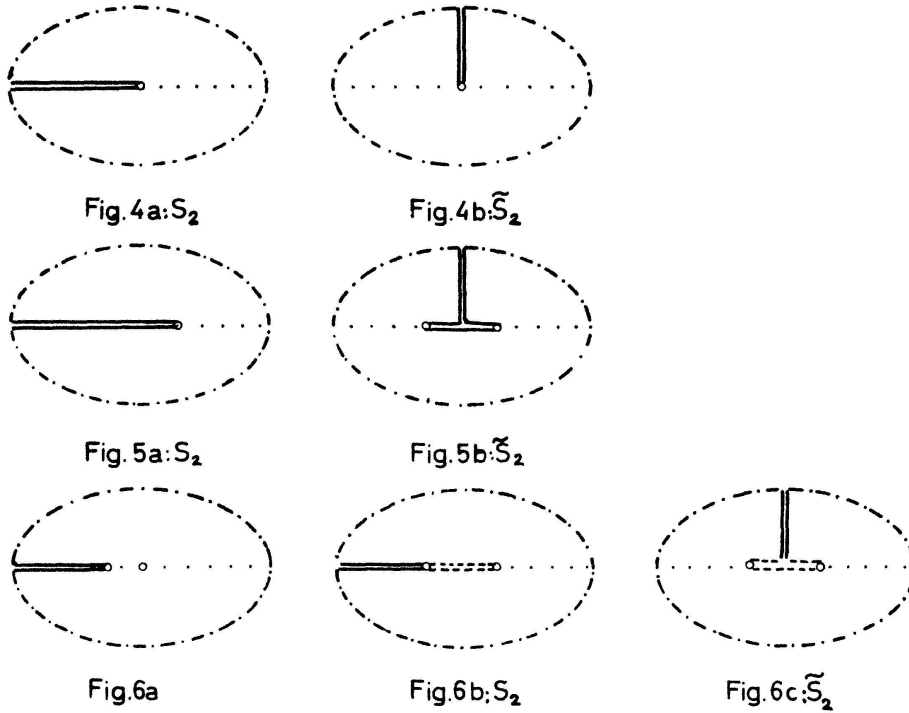 Fig.4a:S₂
Fig.4b:S̃₂
Fig.5a:S₂
Fig.5b:S̃₂
Fig.6a
Fig.6b;S₂
Fig.6c;S̃₂